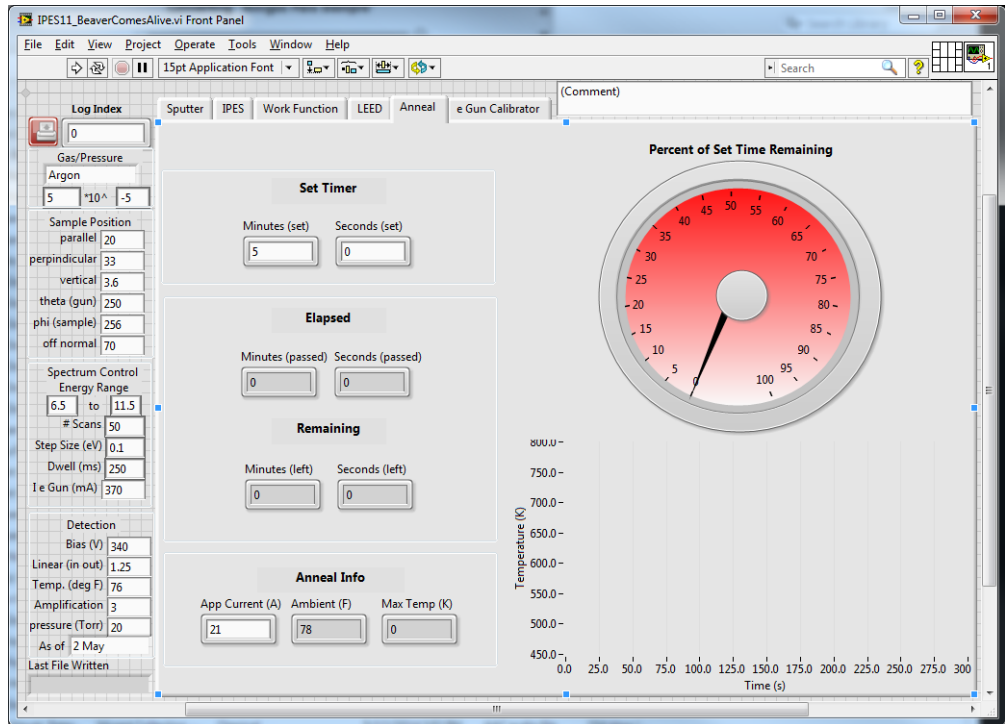 IPES11_BeaverComesAlive.vi Front Panel
File Edit View Project Operate Tools Window Help
15pt Application Font
Search
(Comment)
Log Index
0
Gas/Pressure
Argon
5 *10^ -5
Sample Position
parallel 20
perpindicular 33
vertical 3.6
theta (gun) 250
phi (sample) 256
off normal 70
Spectrum Control
Energy Range
6.5 to 11.5
# Scans 50
Step Size (eV) 0.1
Dwell (ms) 250
I e Gun (mA) 370
Detection
Bias (V) 340
Linear (in out) 1.25
Temp. (deg F) 76
Amplification 3
pressure (Torr) 20
As of 2 May
Last File Written
Sputter IPES Work Function LEED Anneal e Gun Calibrator
Set Timer
Minutes (set) Seconds (set)
5 0
Elapsed
Minutes (passed) Seconds (passed)
0 0
Remaining
Minutes (left) Seconds (left)
0 0
Anneal Info
App Current (A) Ambient (F) Max Temp (K)
21 78 0
Percent of Set Time Remaining
0 5 10 15 20 25 30 35 40 45 50 55 60 65 70 75 80 85 90 95 100
Temperature (K)
800.0
750.0
700.0
650.0
600.0
550.0
500.0
450.0
0.0 25.0 50.0 75.0 100.0 125.0 150.0 175.0 200.0 225.0 250.0 275.0 300
Time (s)